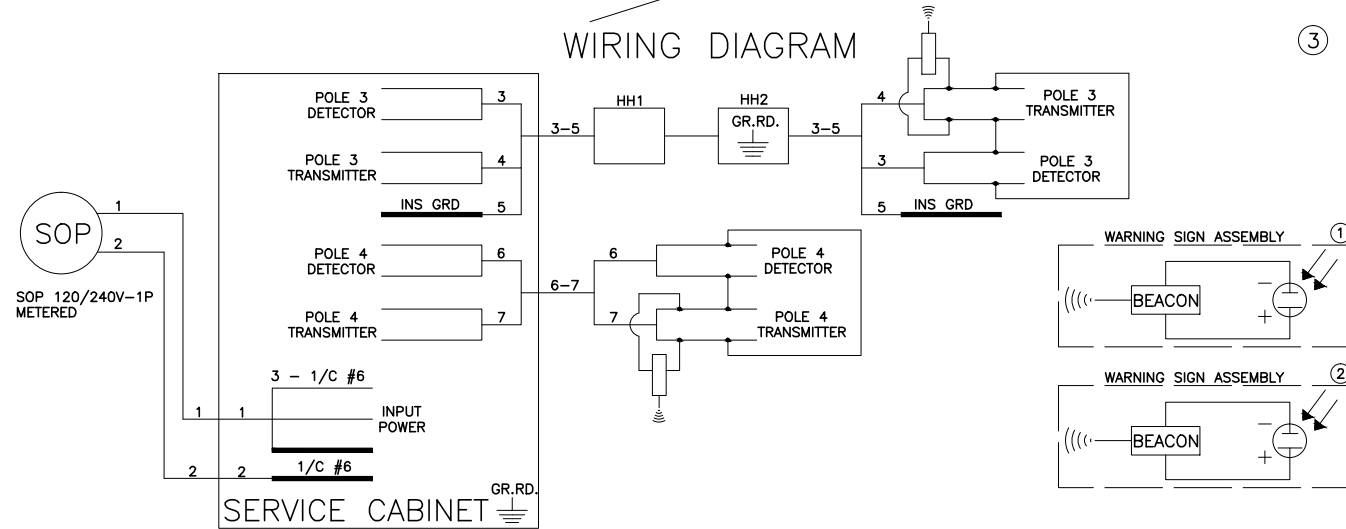 WIRING DIAGRAM
3
SERVICE CABINET
GR.RD.
SOP
SOP 120/240V-1P
METERED
1
2
1
1
2
2
POLE 3
DETECTOR
3
POLE 3
TRANSMITTER
4
INS GRD
5
POLE 4
DETECTOR
6
POLE 4
TRANSMITTER
7
3 - 1/C #6
INPUT
POWER
1/C #6
3-5
HH1
HH2
GR.RD.
3-5
4
POLE 3
TRANSMITTER
3
POLE 3
DETECTOR
5
INS GRD
6-7
6
POLE 4
DETECTOR
7
POLE 4
TRANSMITTER
WARNING SIGN ASSEMBLY
1
BEACON
-
+
WARNING SIGN ASSEMBLY
2
BEACON
-
+